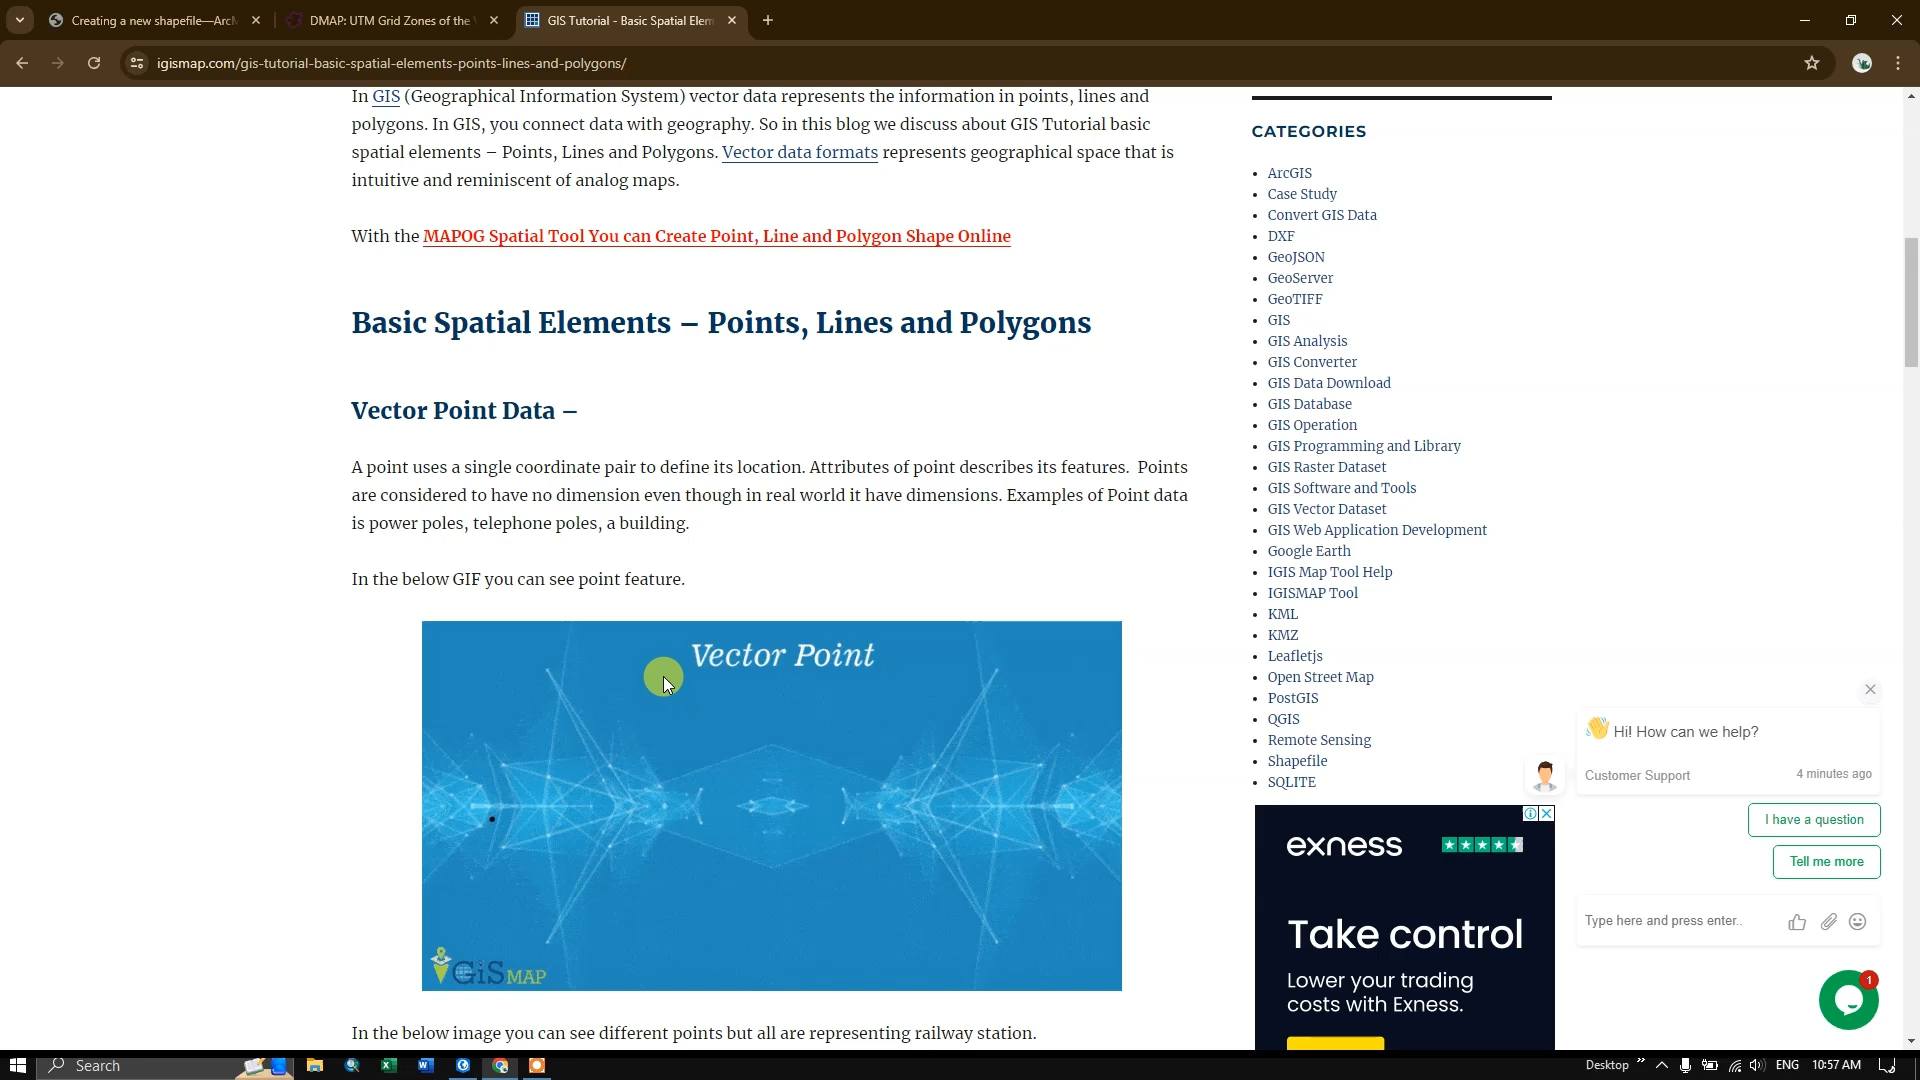 Creating a new shapefile—Arc
DMAP: UTM Grid Zones of the
GIS Tutorial - Basic Spatial Elem
igismap.com/gis-tutorial-basic-spatial-elements-points-lines-and-polygons/
In GIS (Geographical Information System) vector data represents the information in points, lines and
polygons. In GIS, you connect data with geography. So in this blog we discuss about GIS Tutorial basic
spatial elements – Points, Lines and Polygons. Vector data formats represents geographical space that is
intuitive and reminiscent of analog maps.
With the MAPOG Spatial Tool You can Create Point, Line and Polygon Shape Online
Basic Spatial Elements – Points, Lines and Polygons
Vector Point Data –
A point uses a single coordinate pair to define its location. Attributes of point describes its features.  Points
are considered to have no dimension even though in real world it have dimensions. Examples of Point data
is power poles, telephone poles, a building.
In the below GIF you can see point feature.
Vector Point
GiS MAP
In the below image you can see different points but all are representing railway station.
CATEGORIES
ArcGIS
Case Study
Convert GIS Data
DXF
GeoJSON
GeoServer
GeoTIFF
GIS
GIS Analysis
GIS Converter
GIS Data Download
GIS Database
GIS Operation
GIS Programming and Library
GIS Raster Dataset
GIS Software and Tools
GIS Vector Dataset
GIS Web Application Development
Google Earth
IGIS Map Tool Help
IGISMAP Tool
KML
KMZ
Leafletjs
Open Street Map
PostGIS
QGIS
Remote Sensing
Shapefile
SQLITE
exness
Take control
Lower your trading
costs with Exness.
Hi! How can we help?
Customer Support
4 minutes ago
I have a question
Tell me more
Type here and press enter..
1
Search
Desktop
ENG
10:57 AM